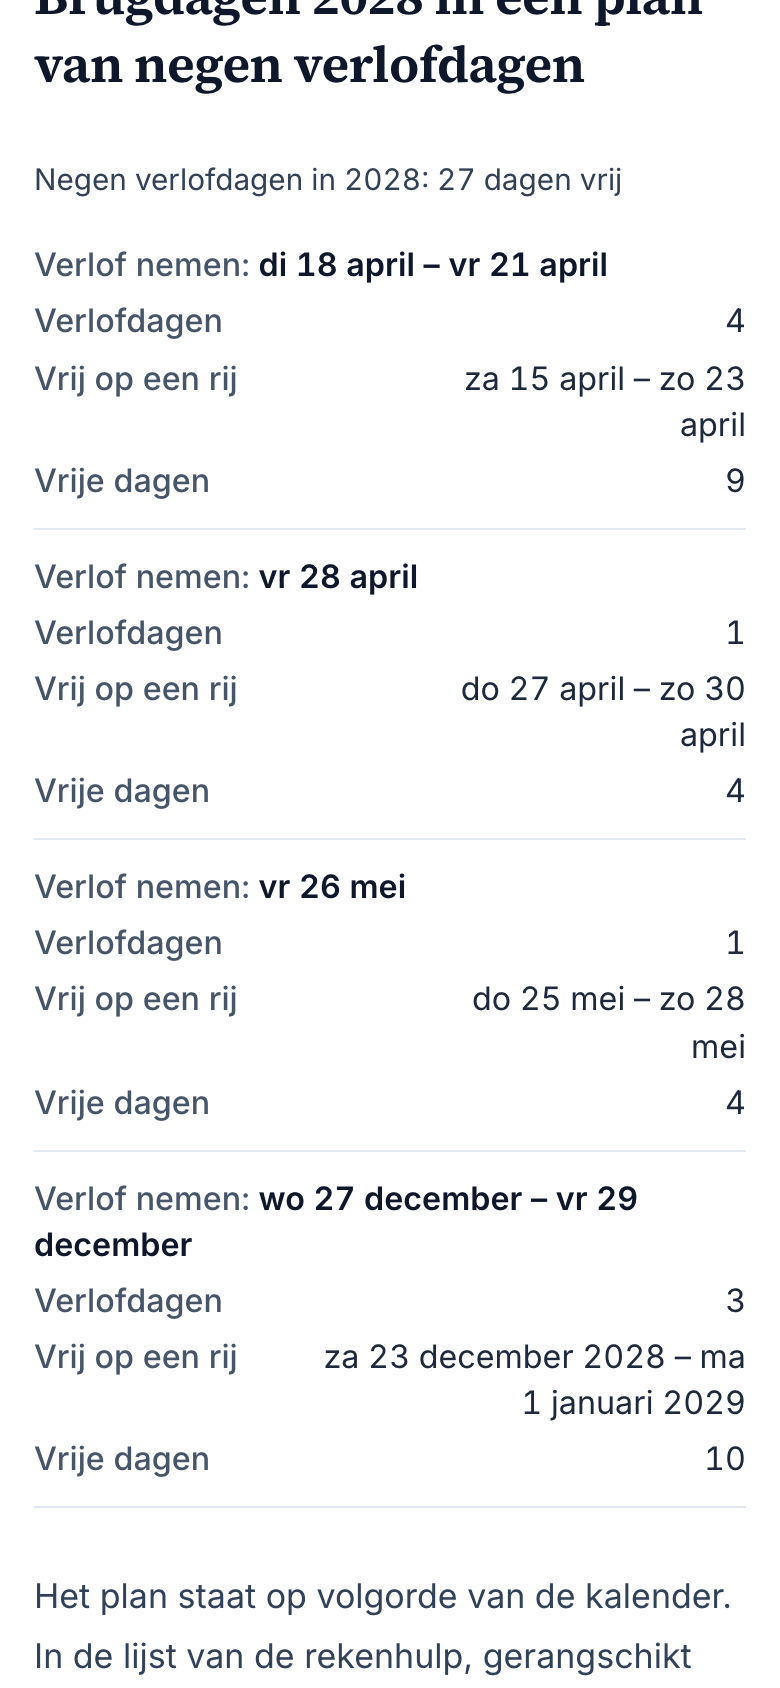 Brugdagen 2028 in een plan
van negen verlofdagen
Negen verlofdagen in 2028: 27 dagen vrij
Verlof nemen: di 18 april – vr 21 april
Verlofdagen 4
Vrij op een rij za 15 april – zo 23
april
Vrije dagen 9
Verlof nemen: vr 28 april
Verlofdagen 1
Vrij op een rij do 27 april – zo 30
april
Vrije dagen 4
Verlof nemen: vr 26 mei
Verlofdagen 1
Vrij op een rij do 25 mei – zo 28
mei
Vrije dagen 4
Verlof nemen: wo 27 december – vr 29
december
Verlofdagen 3
Vrij op een rij za 23 december 2028 – ma
1 januari 2029
Vrije dagen 10
Het plan staat op volgorde van de kalender.
In de lijst van de rekenhulp, gerangschikt